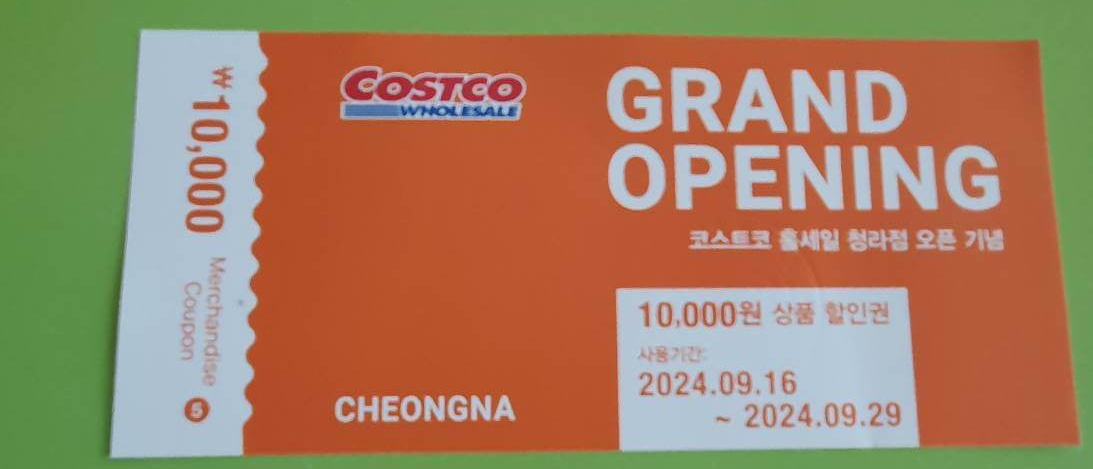 ₩10,000 Merchandise
Coupon
5
COSTCO
WHOLESALE
GRAND
OPENING
코스트코 홀세일 청라점 오픈 기념
10,000원 상품 할인권
사용기간:
2024.09.16
~ 2024.09.29
CHEONGNA